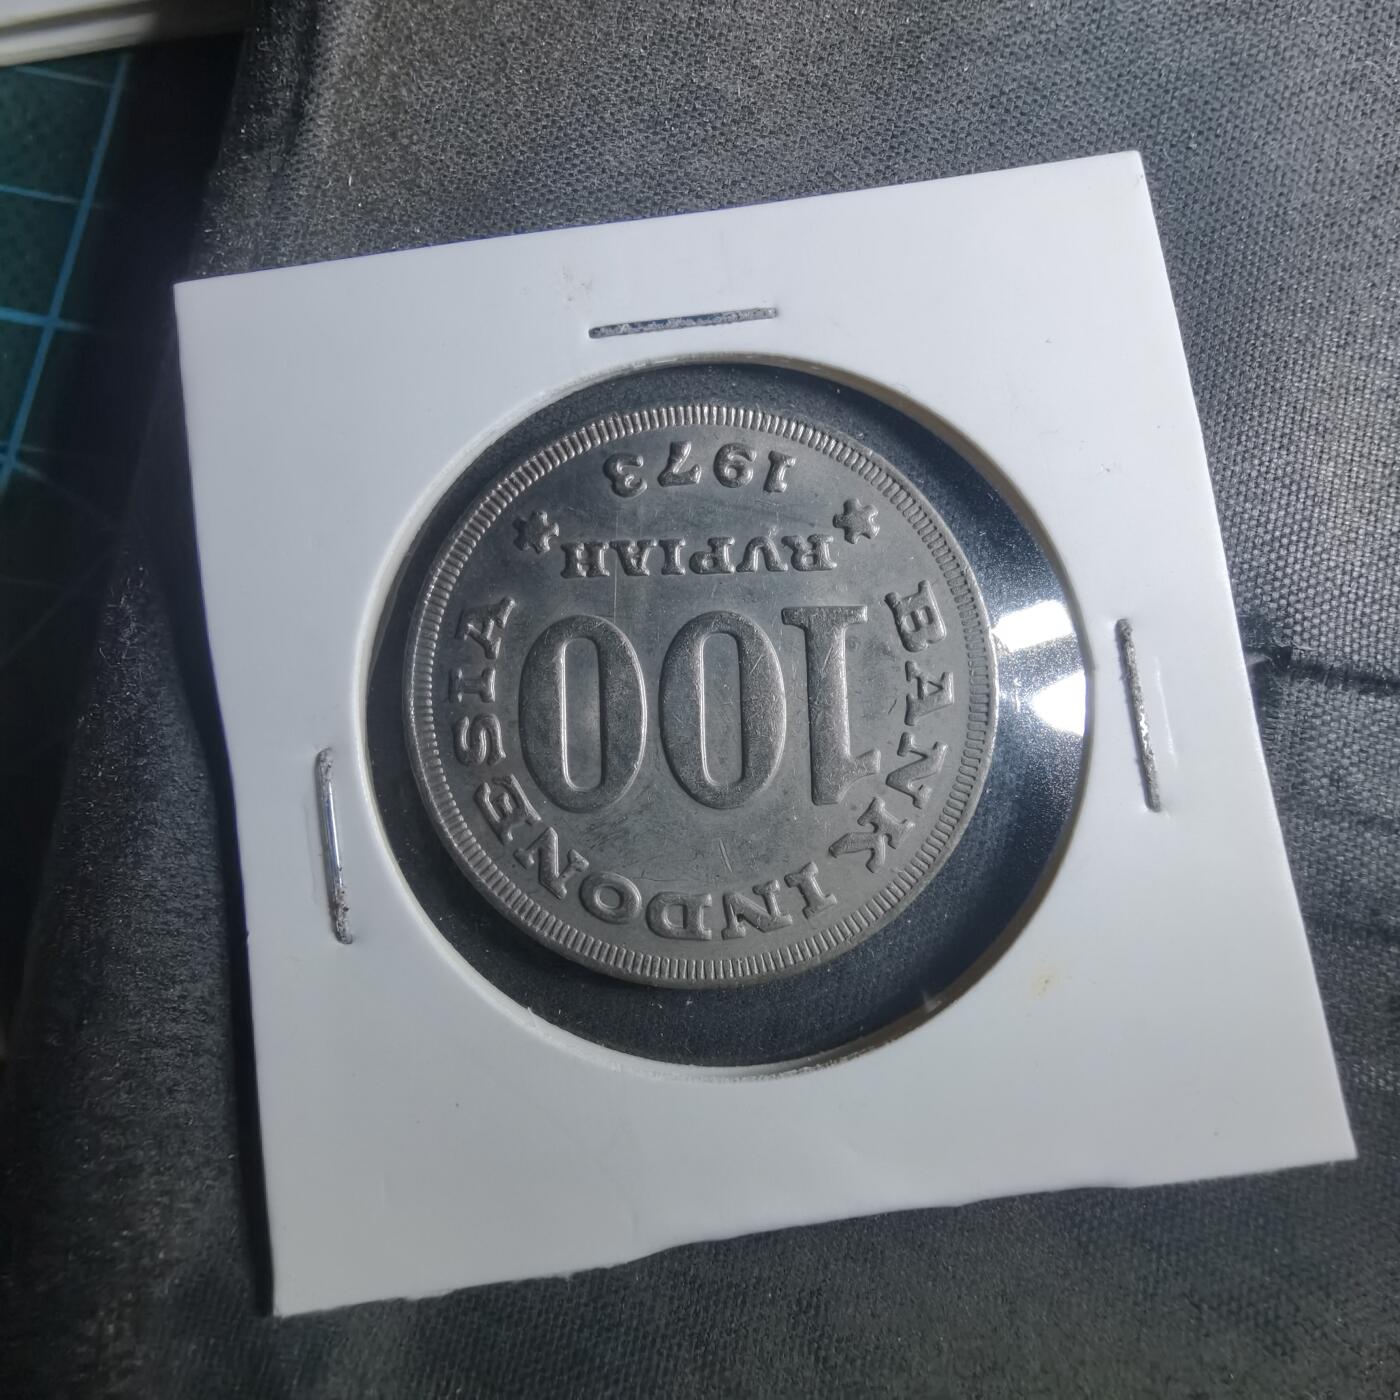 BANK INDONESIA
100
RVPIAH
1973